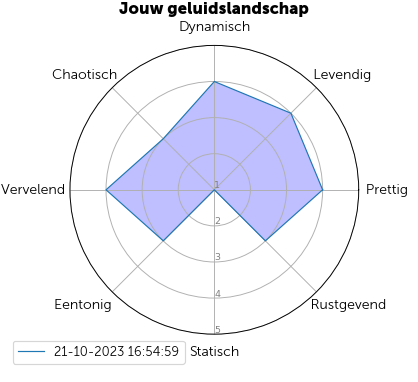 Jouw geluidslandschap
Dynamisch
Chaotisch
Levendig
Vervelend
1
Prettig
2
3
Eentonig
4
Rustgevend
5
21-10-2023 16:54:59
Statisch